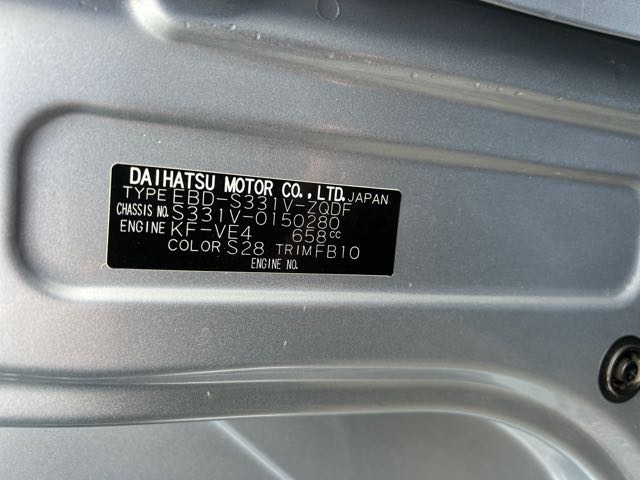 DAIHATSU MOTOR CO., LTD. JAPAN
TYPE EBD-S331V-ZQDF
CHASSIS NO. S331V-0150280
ENGINE KF-VE4 658cc
COLOR S28 TRIM FB10
ENGINE NO.